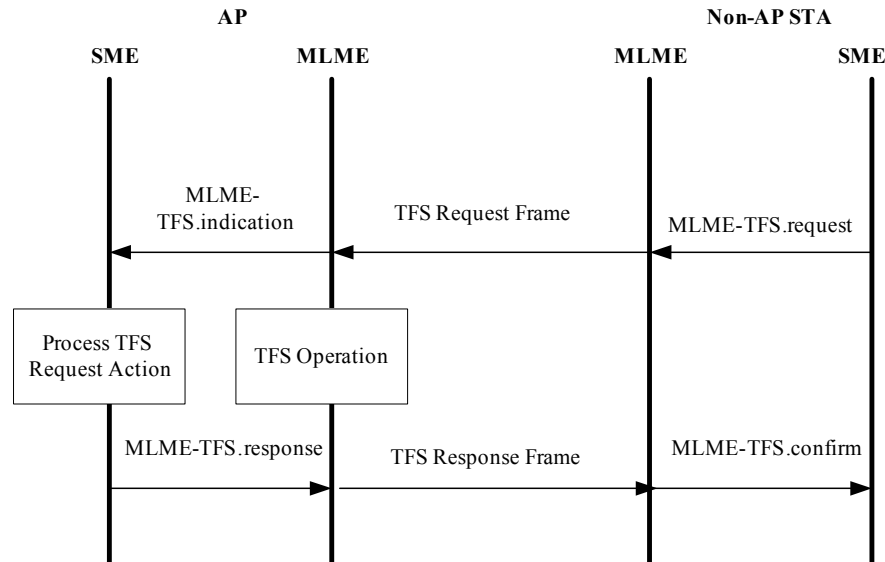 AP
Non-AP STA
SME
MLME
MLME
SME
MLME-
TFS.indication
TFS Request Frame
MLME-TFS.request
Process TFS
Request Action
TFS Operation
MLME-TFS.response
TFS Response Frame
MLME-TFS.confirm